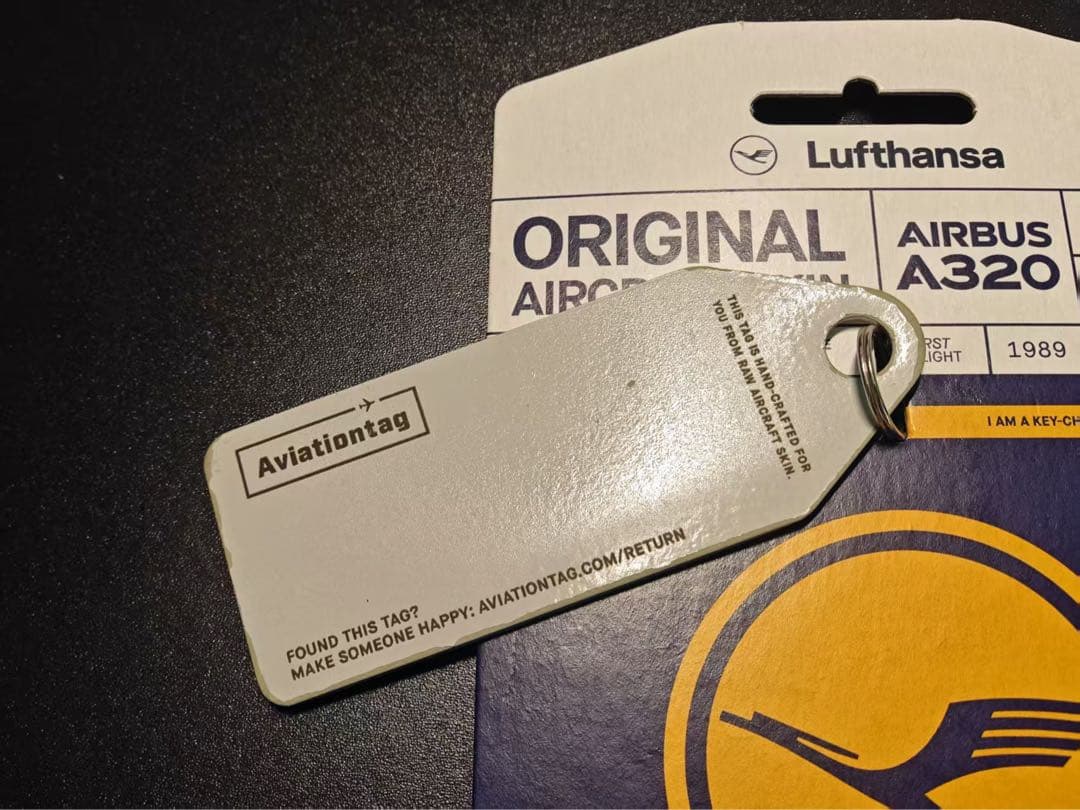 Lufthansa
ORIGINAL
AIRBUS
A320
1989
I AM A KEY-CH
THIS TAG IS HAND-CRAFTED FOR
YOU FROM RAW AIRCRAFT SKIN.
Aviationtag
FOUND THIS TAG?
MAKE SOMEONE HAPPY: AVIATIONTAG.COM/RETURN